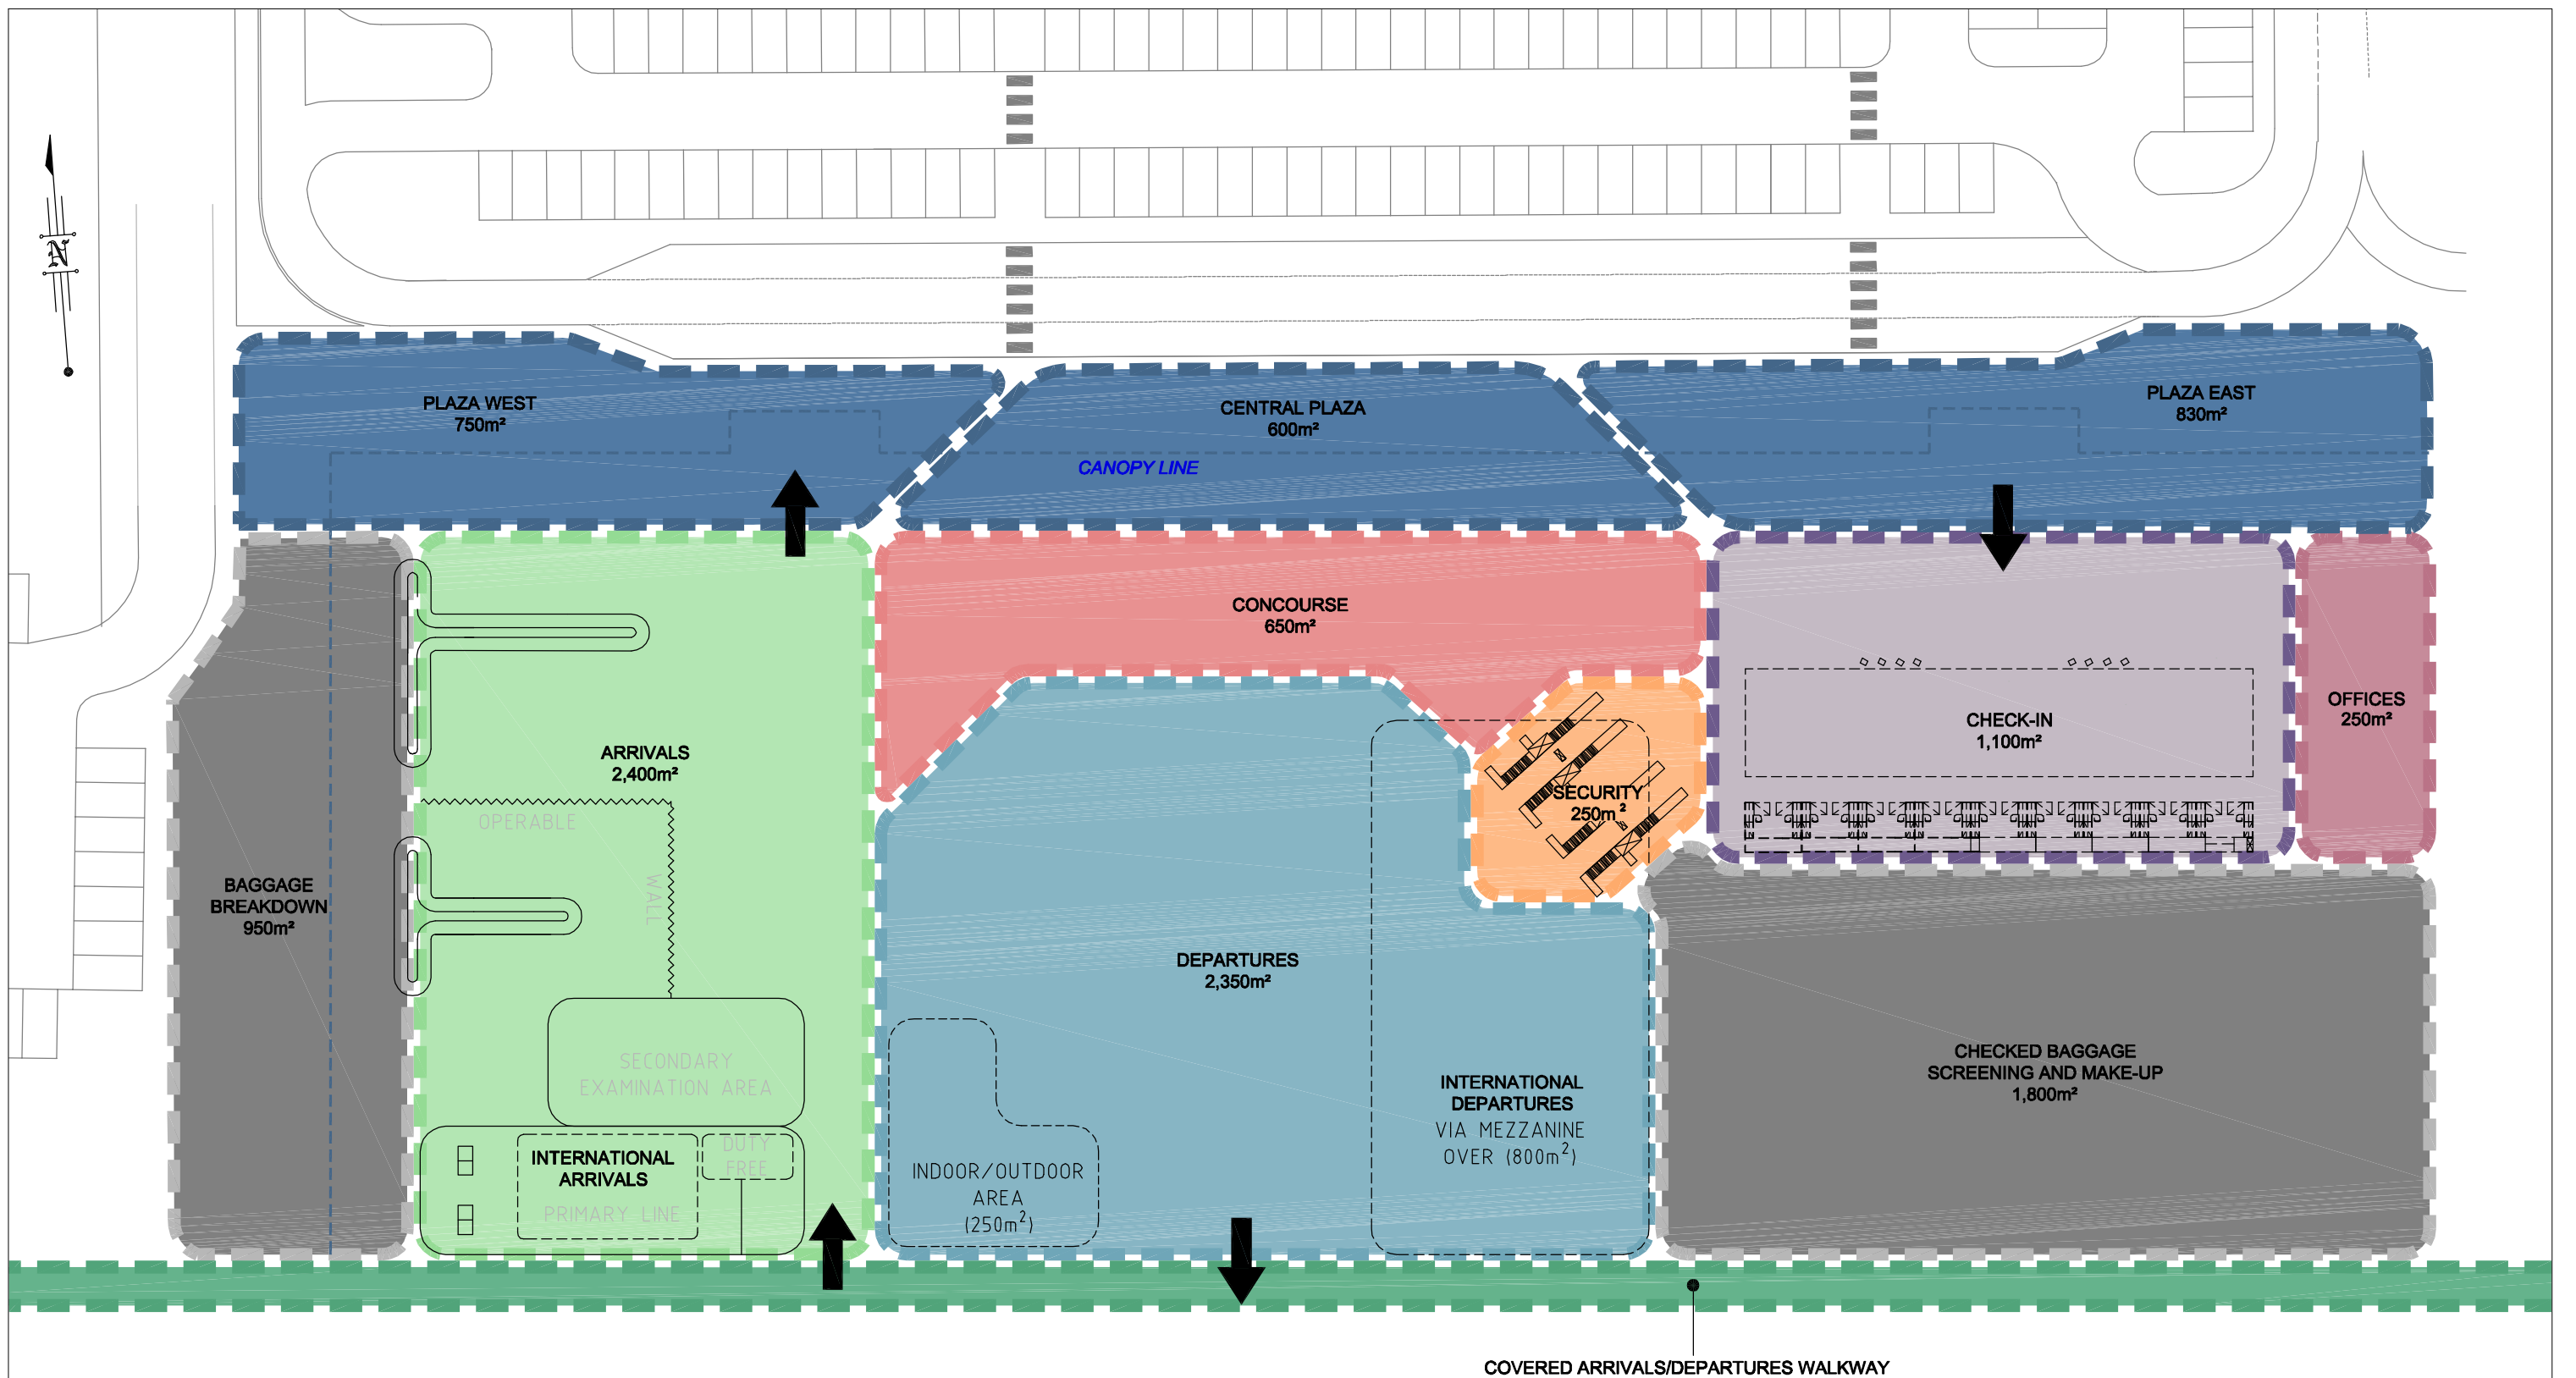 N
PLAZA WEST
750m²
CENTRAL PLAZA
600m²
PLAZA EAST
830m²
CANOPY LINE
CONCOURSE
650m²
OFFICES
250m²
CHECK-IN
1,100m²
ARRIVALS
2,400m²
SECURITY
250m²
OPERABLE
WALL
BAGGAGE
BREAKDOWN
950m²
DEPARTURES
2,350m²
SECONDARY
EXAMINATION AREA
CHECKED BAGGAGE
SCREENING AND MAKE-UP
1,800m²
INTERNATIONAL
DEPARTURES
VIA MEZZANINE
OVER (800m²)
DUTY
FREE
INTERNATIONAL
ARRIVALS
PRIMARY LINE
INDOOR/OUTDOOR
AREA
(250m²)
COVERED ARRIVALS/DEPARTURES WALKWAY